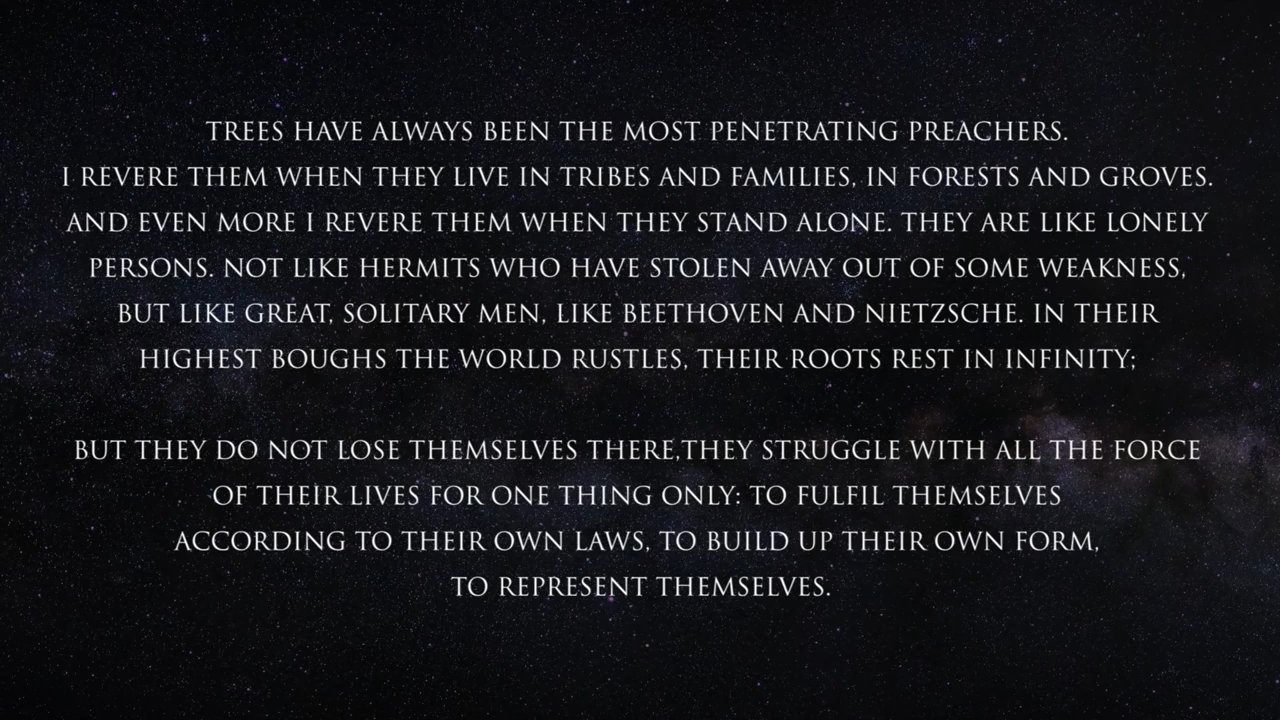 TREES HAVE ALWAYS BEEN THE MOST PENETRATING PREACHERS.
I REVERE THEM WHEN THEY LIVE IN TRIBES AND FAMILIES, IN FORESTS AND GROVES.
AND EVEN MORE I REVERE THEM WHEN THEY STAND ALONE. THEY ARE LIKE LONELY
PERSONS. NOT LIKE HERMITS WHO HAVE STOLEN AWAY OUT OF SOME WEAKNESS,
BUT LIKE GREAT, SOLITARY MEN, LIKE BEETHOVEN AND NIETZSCHE. IN THEIR
HIGHEST BOUGHS THE WORLD RUSTLES, THEIR ROOTS REST IN INFINITY;
BUT THEY DO NOT LOSE THEMSELVES THERE,THEY STRUGGLE WITH ALL THE FORCE
OF THEIR LIVES FOR ONE THING ONLY: TO FULFIL THEMSELVES
ACCORDING TO THEIR OWN LAWS, TO BUILD UP THEIR OWN FORM,
TO REPRESENT THEMSELVES.